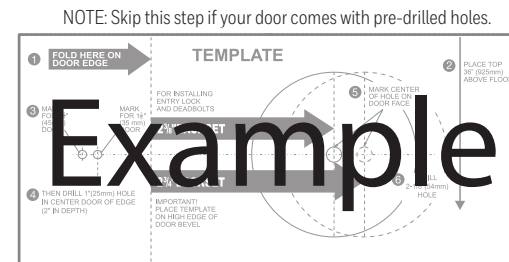 NOTE: Skip this step if your door comes with pre-drilled holes.
1 FOLD HERE ON
DOOR EDGE
TEMPLATE
2 PLACE TOP
36" (925mm)
ABOVE FLOOR
FOR INSTALLING
ENTRY LOCK
AND DEADBOLTS
5 MARK CENTER
OF HOLE ON
DOOR FACE
3
MARK
FOR
(35 mm)
DOOR
Example
6
HOLE
4 THEN DRILL 1"(25mm) HOLE
IN CENTER DOOR OF EDGE
(2" IN DEPTH)
IMPORTANT!
PLACE TEMPLATE
ON HIGH EDGE OF
DOOR BEVEL